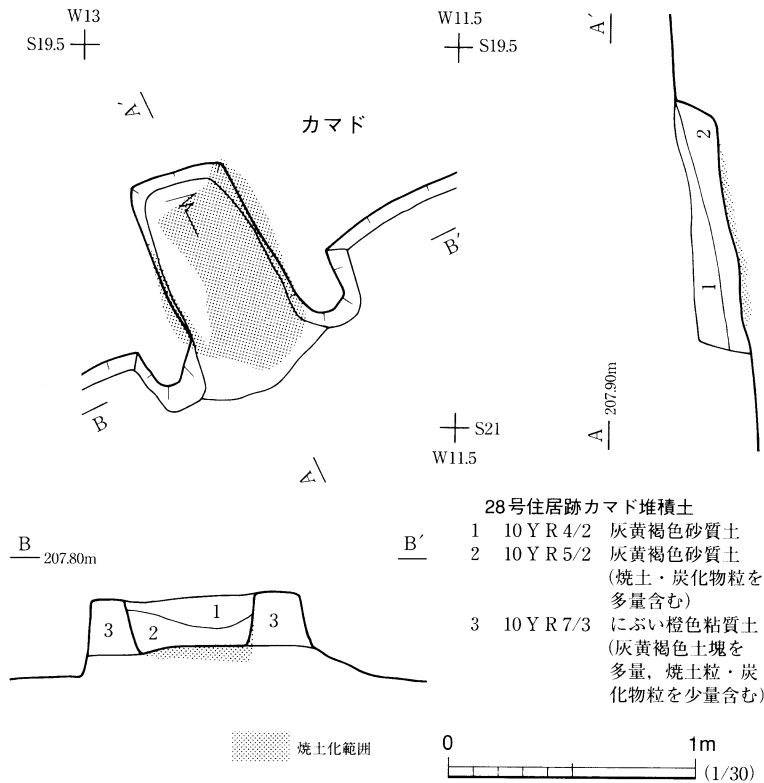 W13
S19.5
W11.5
S19.5
A′
A′
カマド
N
2
1
B′
B
A
S21
W11.5
A 207.90m
B 207.80m
B′
3
2
1
3
28号住居跡カマド堆積土
1 10YR4/2 灰黄褐色砂質土
2 10YR5/2 灰黄褐色砂質土
(焼土・炭化物粒を
多量含む)
3 10YR7/3 にぶい橙色粘質土
(灰黄褐色土塊を
多量，焼土粒・炭
化物粒を少量含む)
焼土化範囲
0 1m
(1/30)